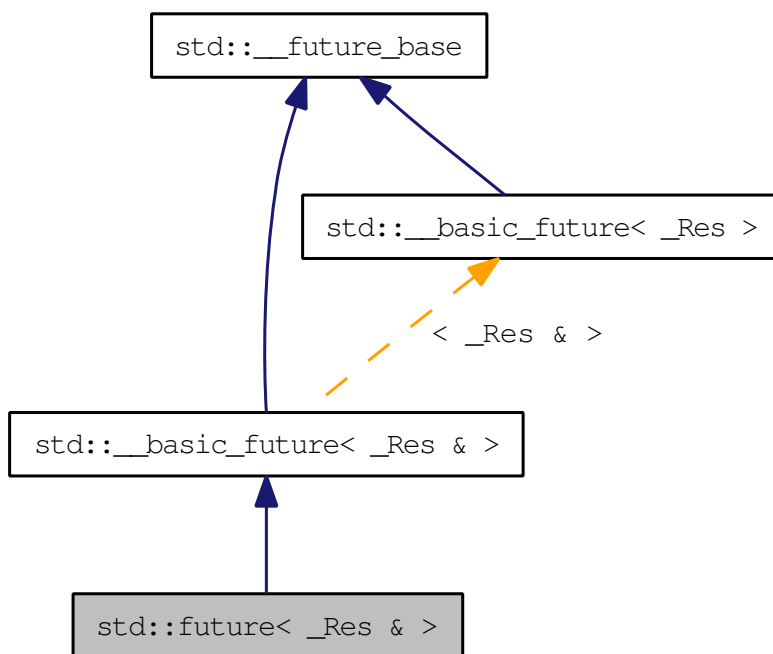 std::__future_base
std::__basic_future< _Res >
< _Res & >
std::__basic_future< _Res & >
std::future< _Res & >